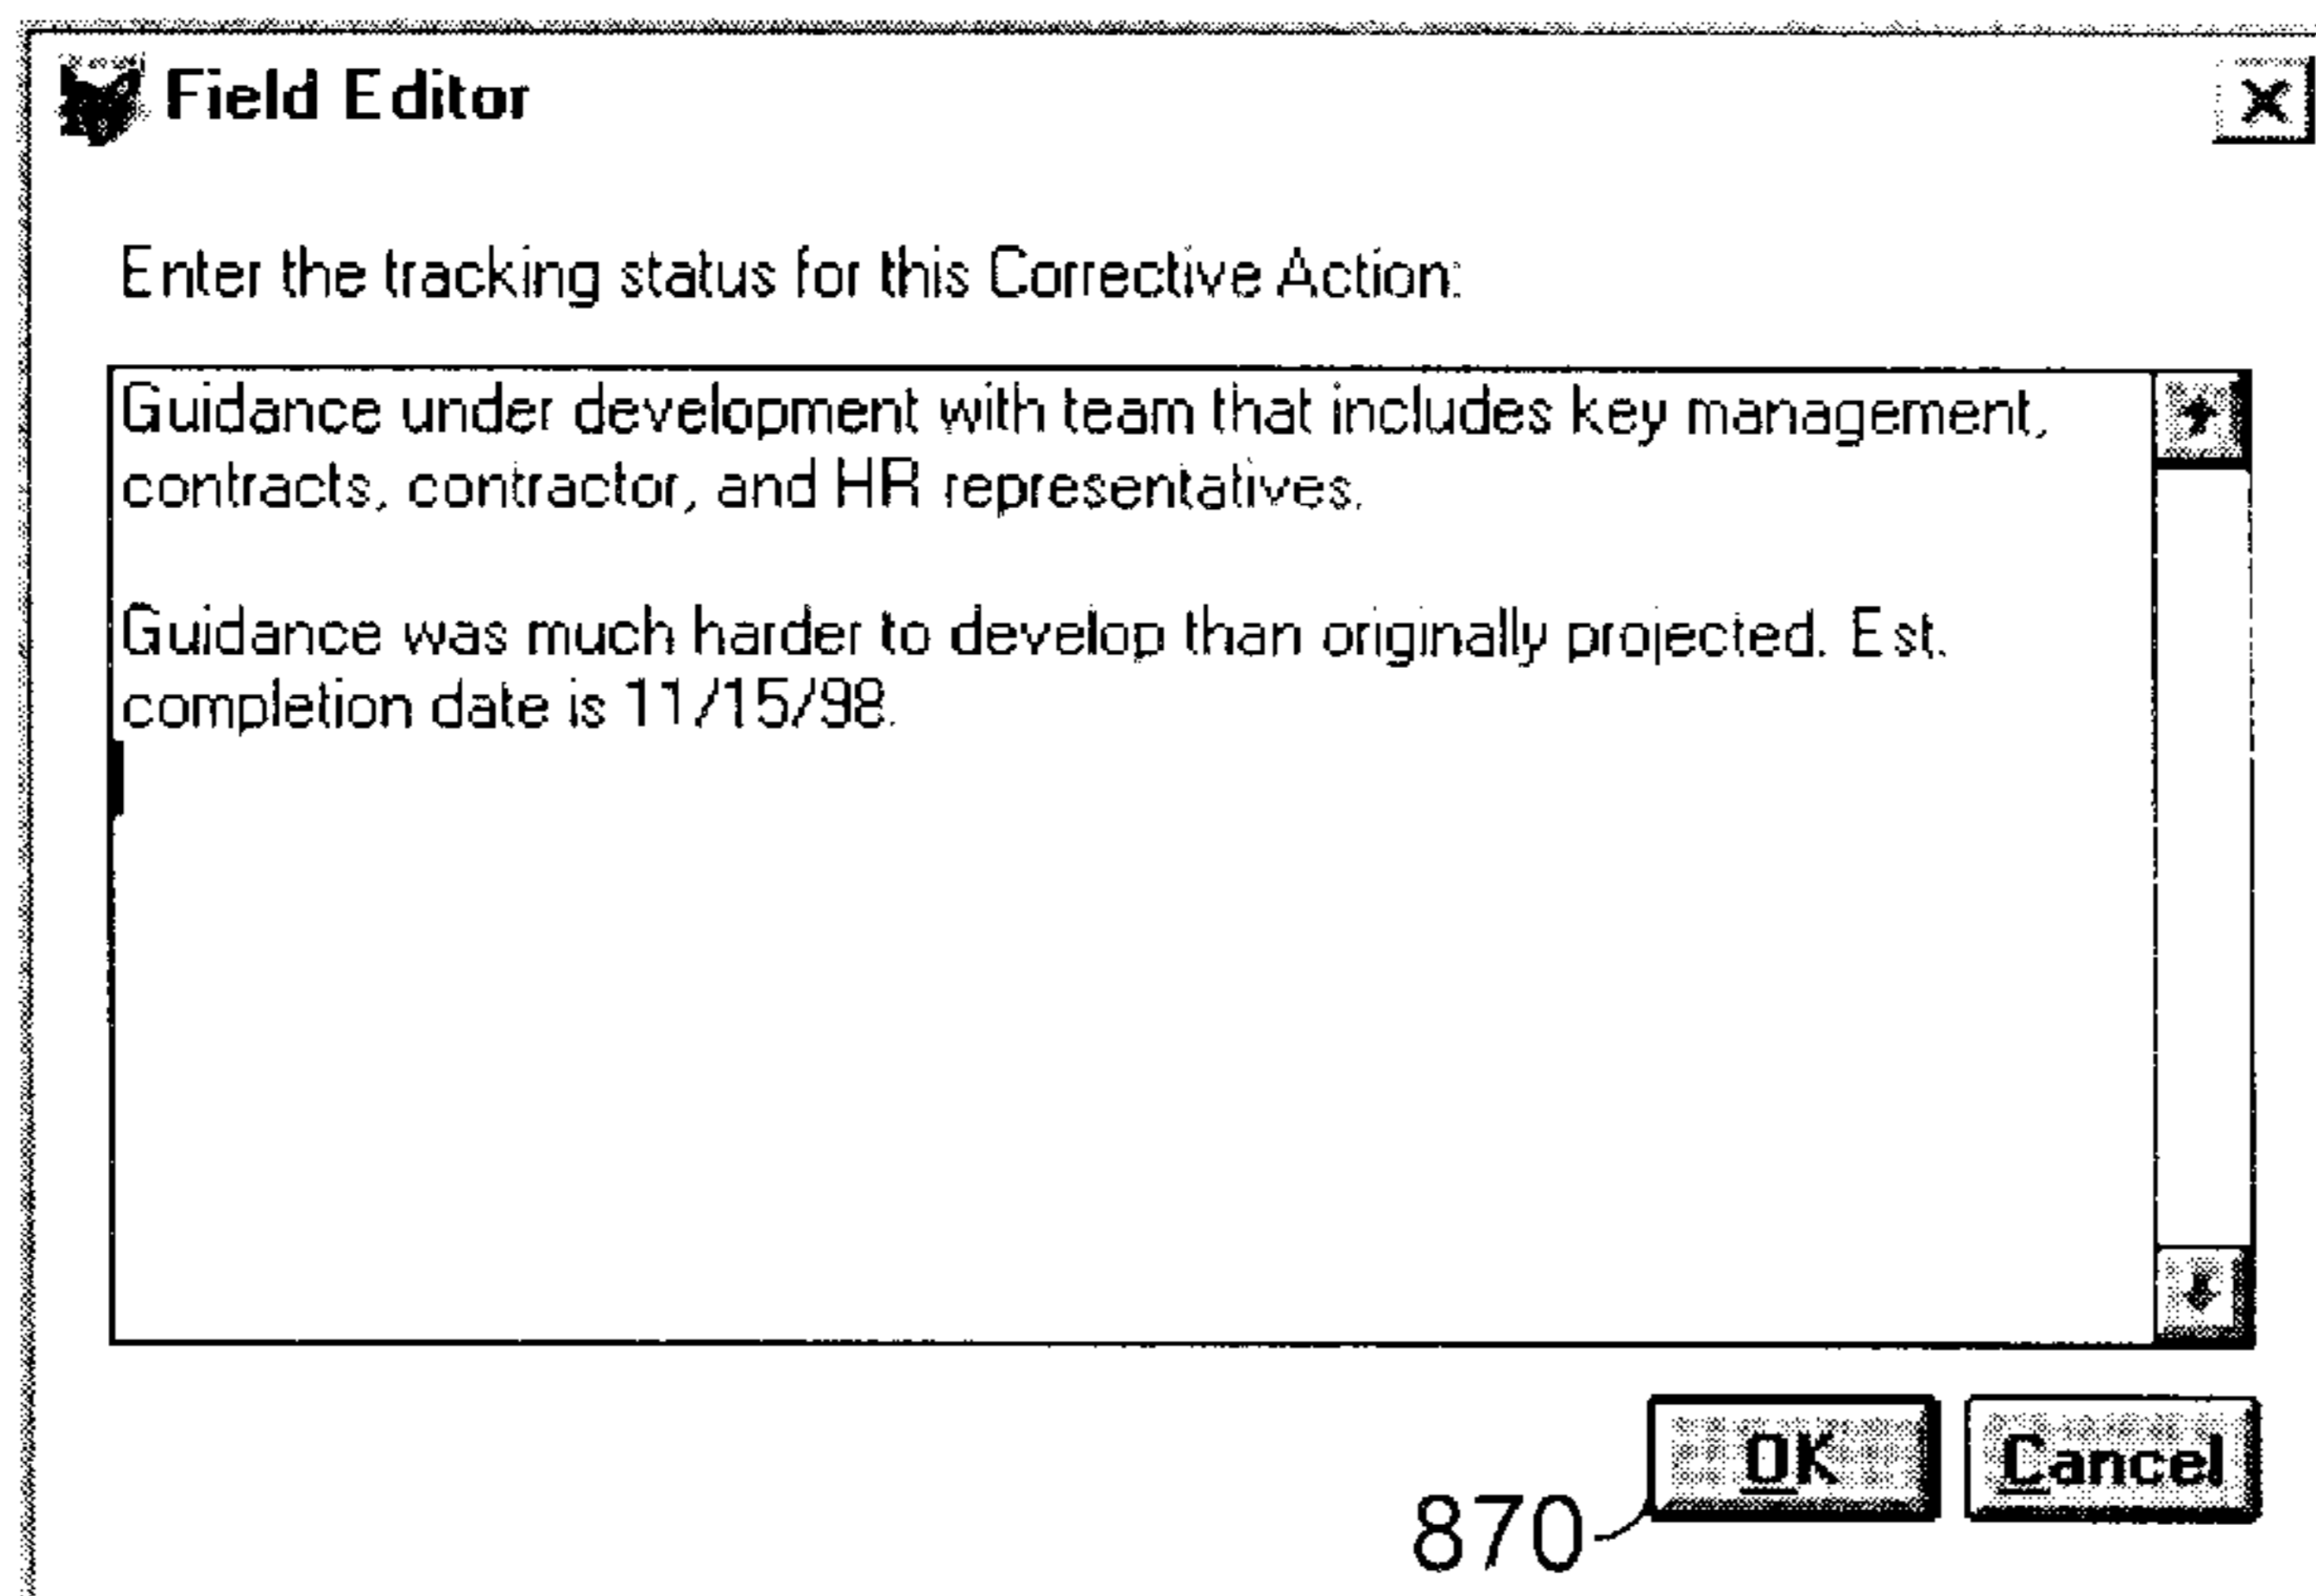 Field Editor
Enter the tracking status for this Corrective Action:
Guidance under development with team that includes key management,
contracts, contractor, and HR representatives.
Guidance was much harder to develop than originally projected. Est.
completion date is 11/15/98.
OK Cancel
870